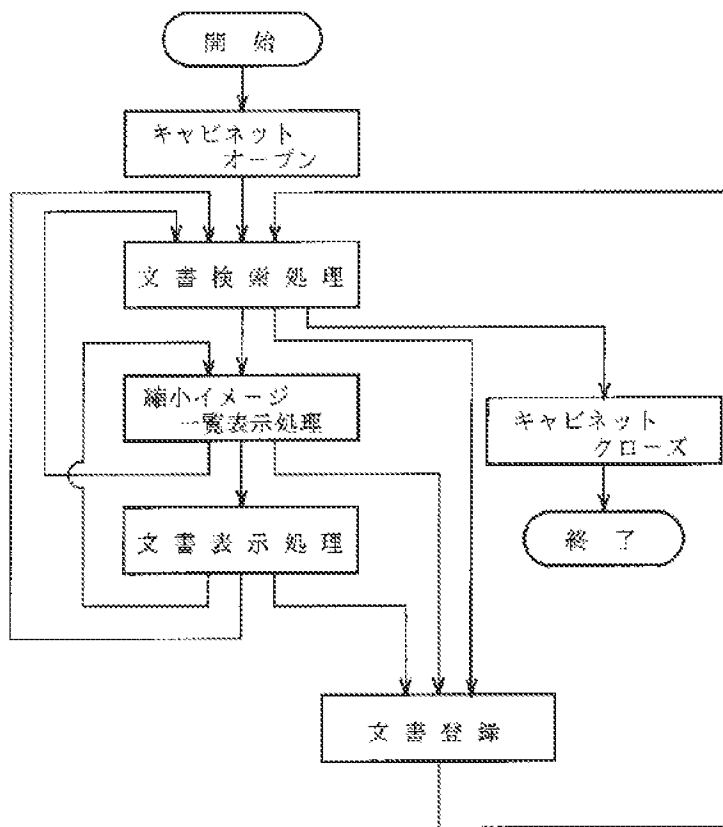 開始
キャビネット
オープン
文書検索処理
縮小イメージ
一覧表示処理
キャビネット
クローズ
文書表示処理
終了
文書登録